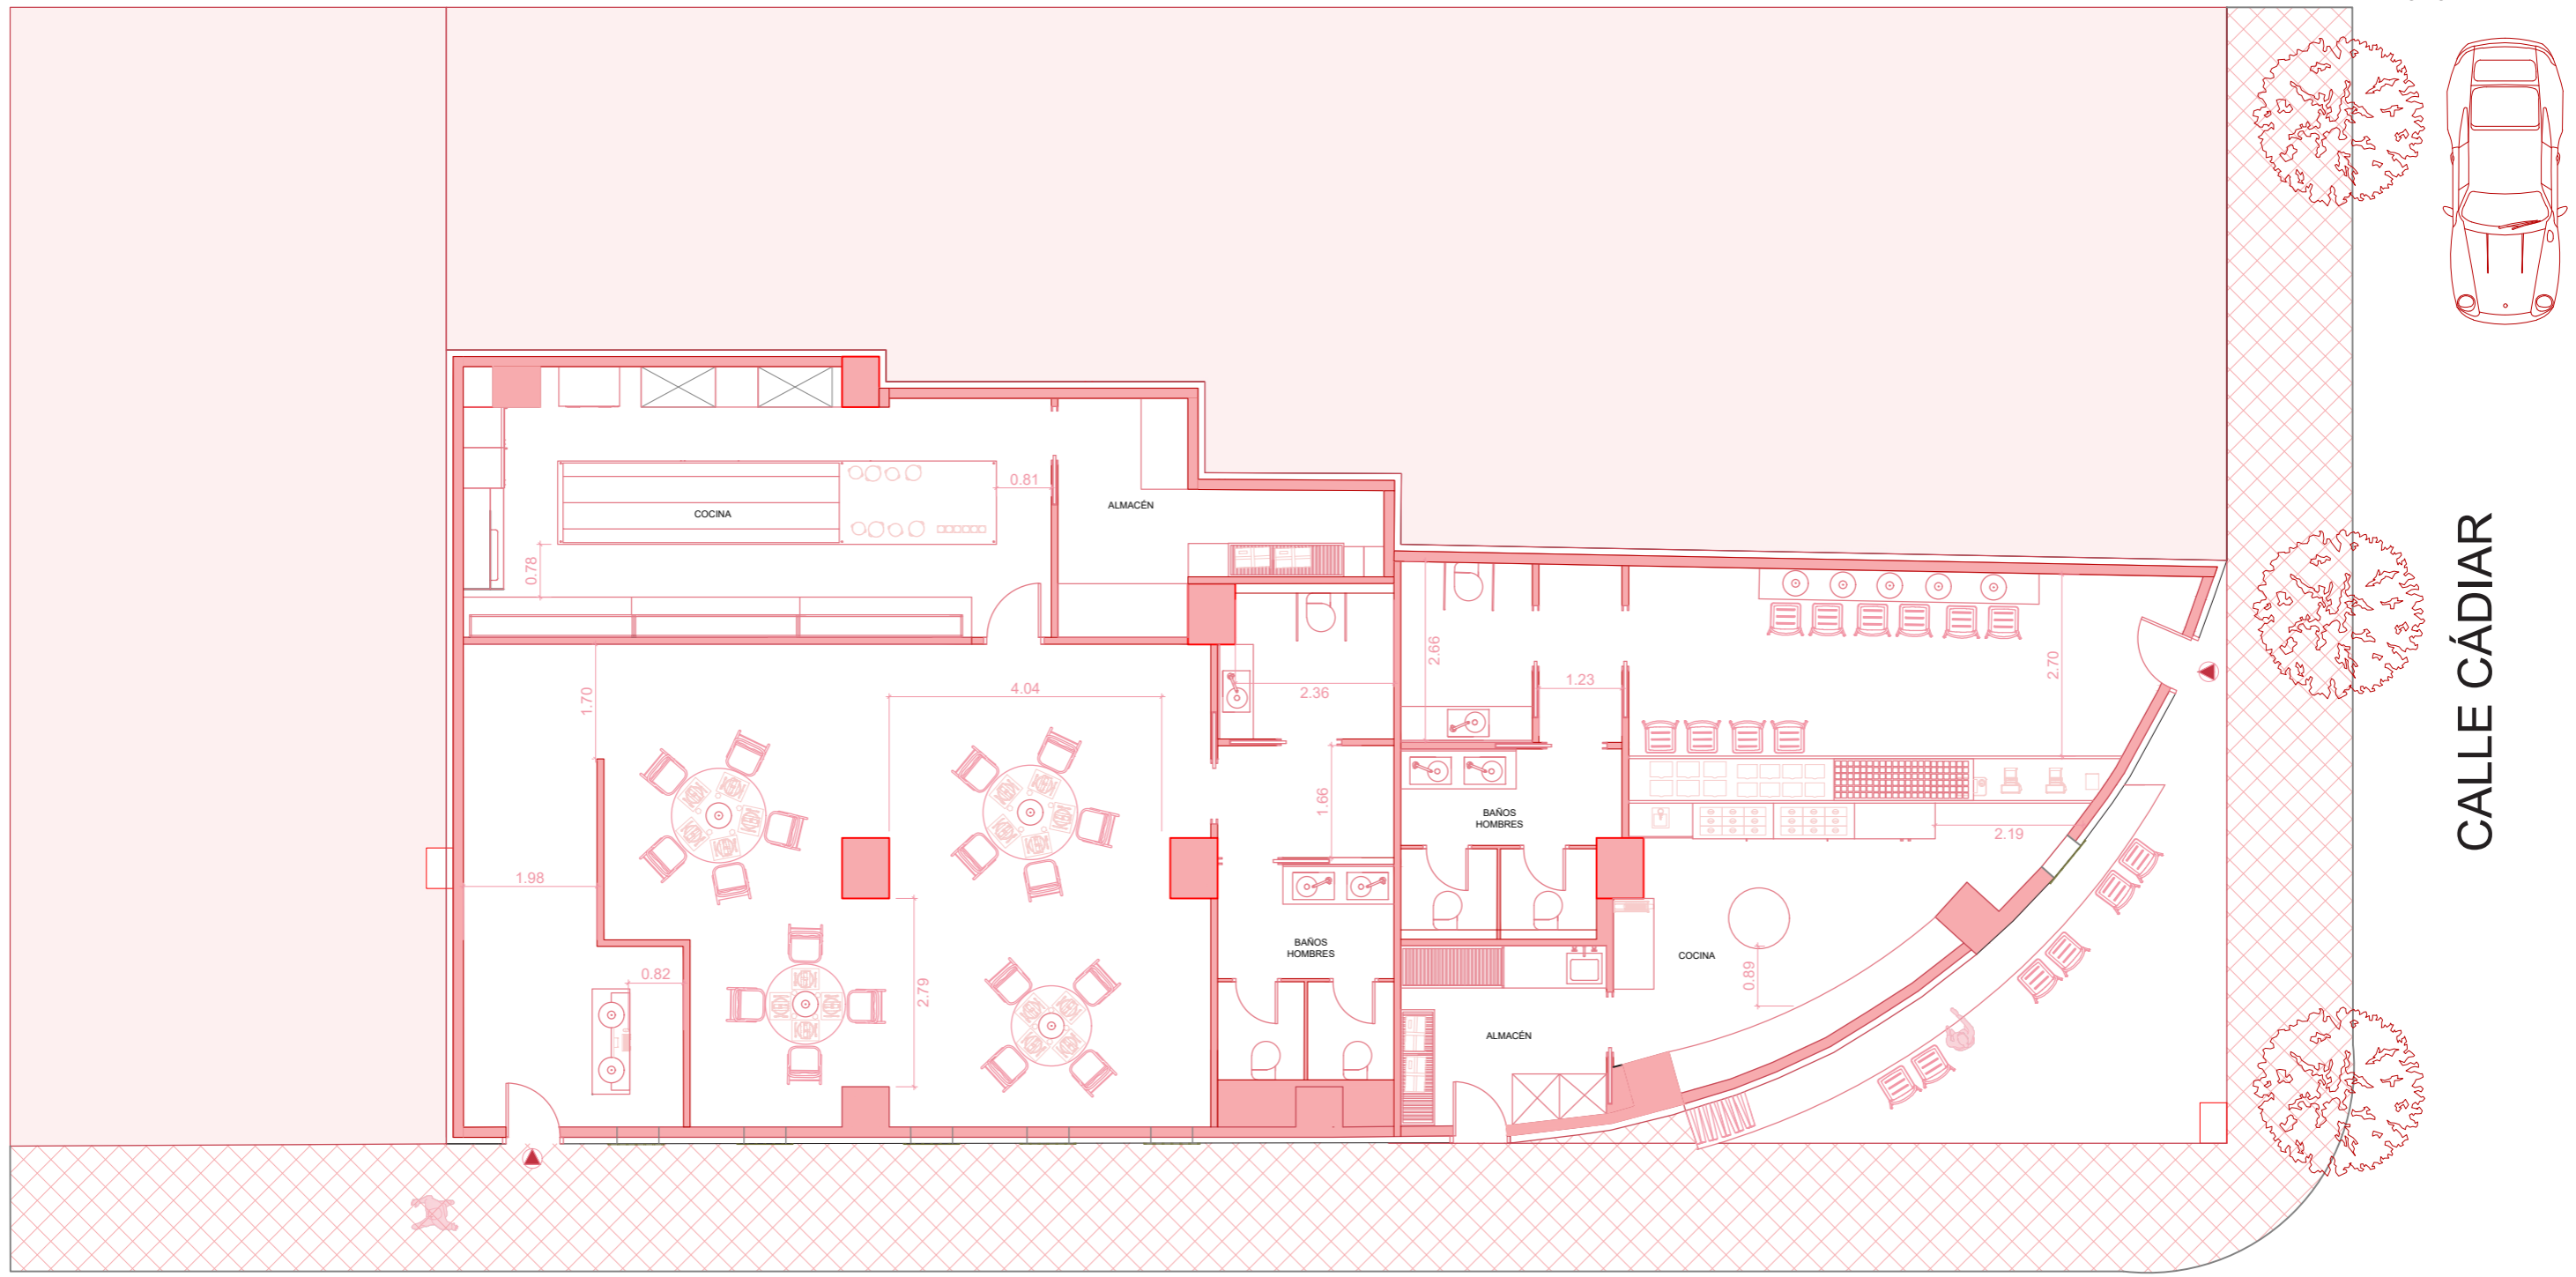 COCINA
0.81
ALMACÉN
0.78
1.70
4.04
2.36
2.66
1.23
2.70
CALLE CÁDIAR
1.66
BAÑOS
HOMBRES
2.19
1.98
BAÑOS
HOMBRES
0.82
2.79
COCINA
0.89
ALMACÉN